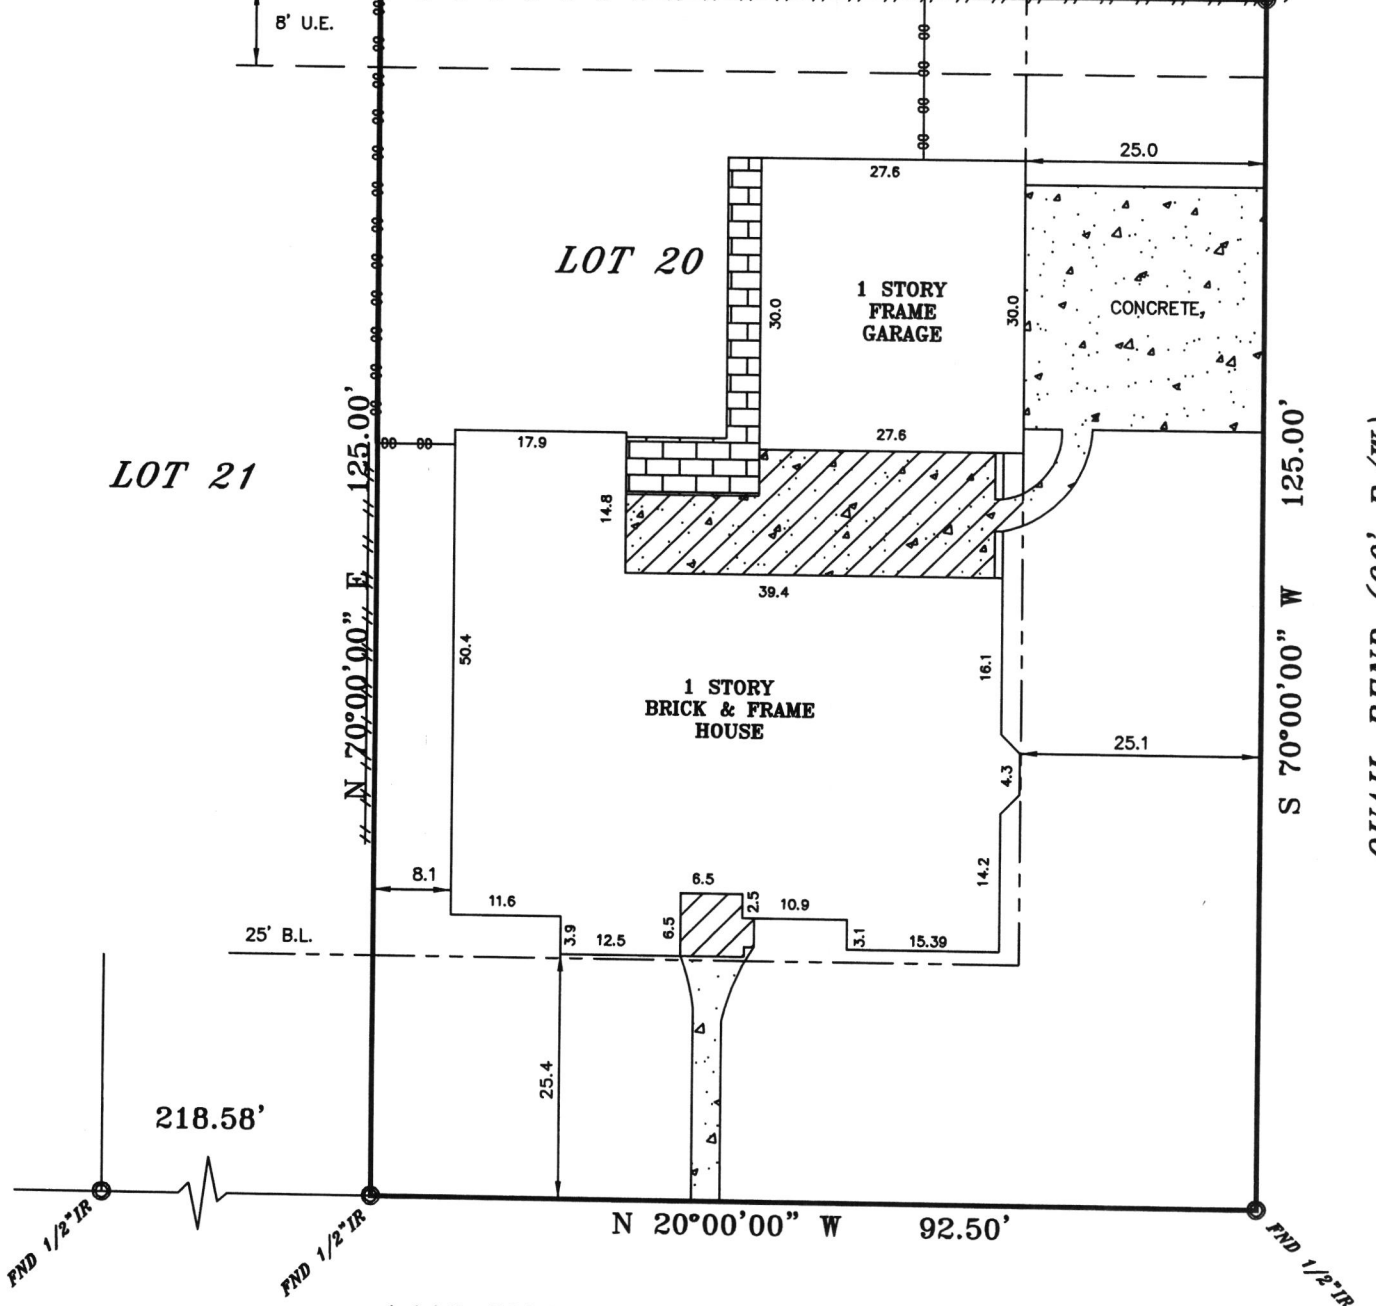 8' U.E.
25.0
27.6
LOT 20
1 STORY
FRAME
GARAGE
30.0
30.0
CONCRETE
27.6
17.9
125.00'
125.00'
LOT 21
14.8
39.4
50.4
16.1
N 70°00'00" E
S 70°00'00" W
1 STORY
BRICK & FRAME
HOUSE
25.1
4.3
8.1
14.2
6.5
2.5
10.9
11.6
6.5
3.9
12.5
3.1
15.39
25' B.L.
25.4
218.58'
N 20°00'00" W 92.50'
FND 1/2"IR
FND 1/2"IR
FND 1/2"IR